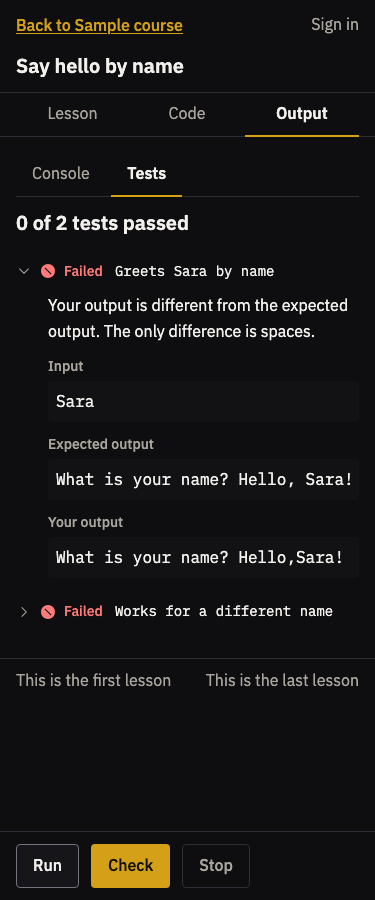 Back to Sample course
Sign in
Say hello by name
Lesson
Code
Output
Console
Tests
0 of 2 tests passed
Failed Greets Sara by name
Your output is different from the expected
output. The only difference is spaces.
Input
Sara
Expected output
What is your name? Hello, Sara!
Your output
What is your name? Hello,Sara!
Failed Works for a different name
This is the first lesson
This is the last lesson
Run
Check
Stop